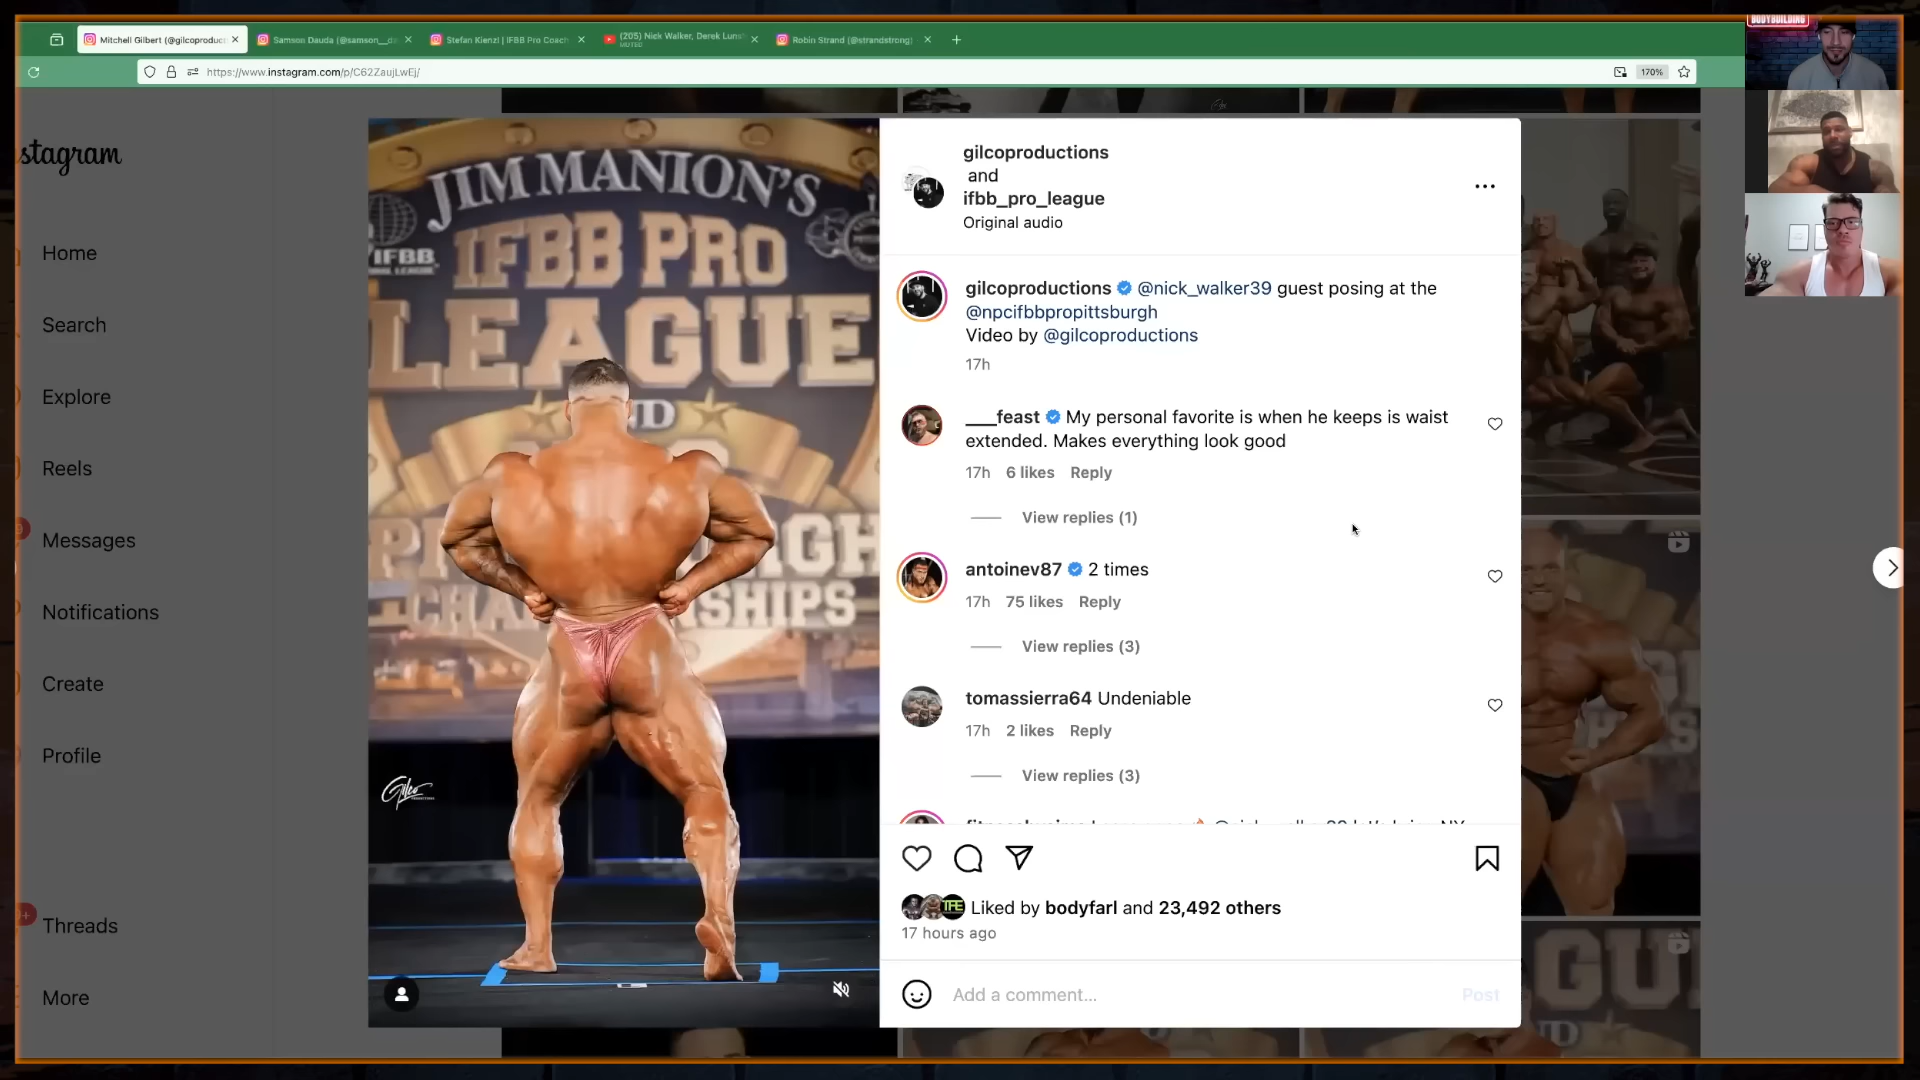 Mitchell Gilbert (@gilcoproduct
Samson Dauda (@samson__d
Stefan Kienzl | IFBB Pro Coach
(205) Nick Walker, Derek Luns
MUTED
Robin Strand (@strandstrong)
https://www.instagram.com/p/C62ZaujLwEj/
170%
BODYBUILDING
stagram
Home
Search
Explore
Reels
Messages
Notifications
Create
Profile
Threads
More
JIM MANION'S
IFBB PRO
IFBB
LEAGUE
ND
gilcoproductions
and
ifbb_pro_league
Original audio
gilcoproductions @nick_walker39 guest posing at the
@npcifbbpropittsburgh
Video by @gilcoproductions
17h
___feast My personal favorite is when he keeps is waist
extended. Makes everything look good
17h 6 likes Reply
View replies (1)
antoinev87 2 times
17h 75 likes Reply
View replies (3)
tomassierra64 Undeniable
17h 2 likes Reply
View replies (3)
Liked by bodyfarl and 23,492 others
17 hours ago
Add a comment...
Post